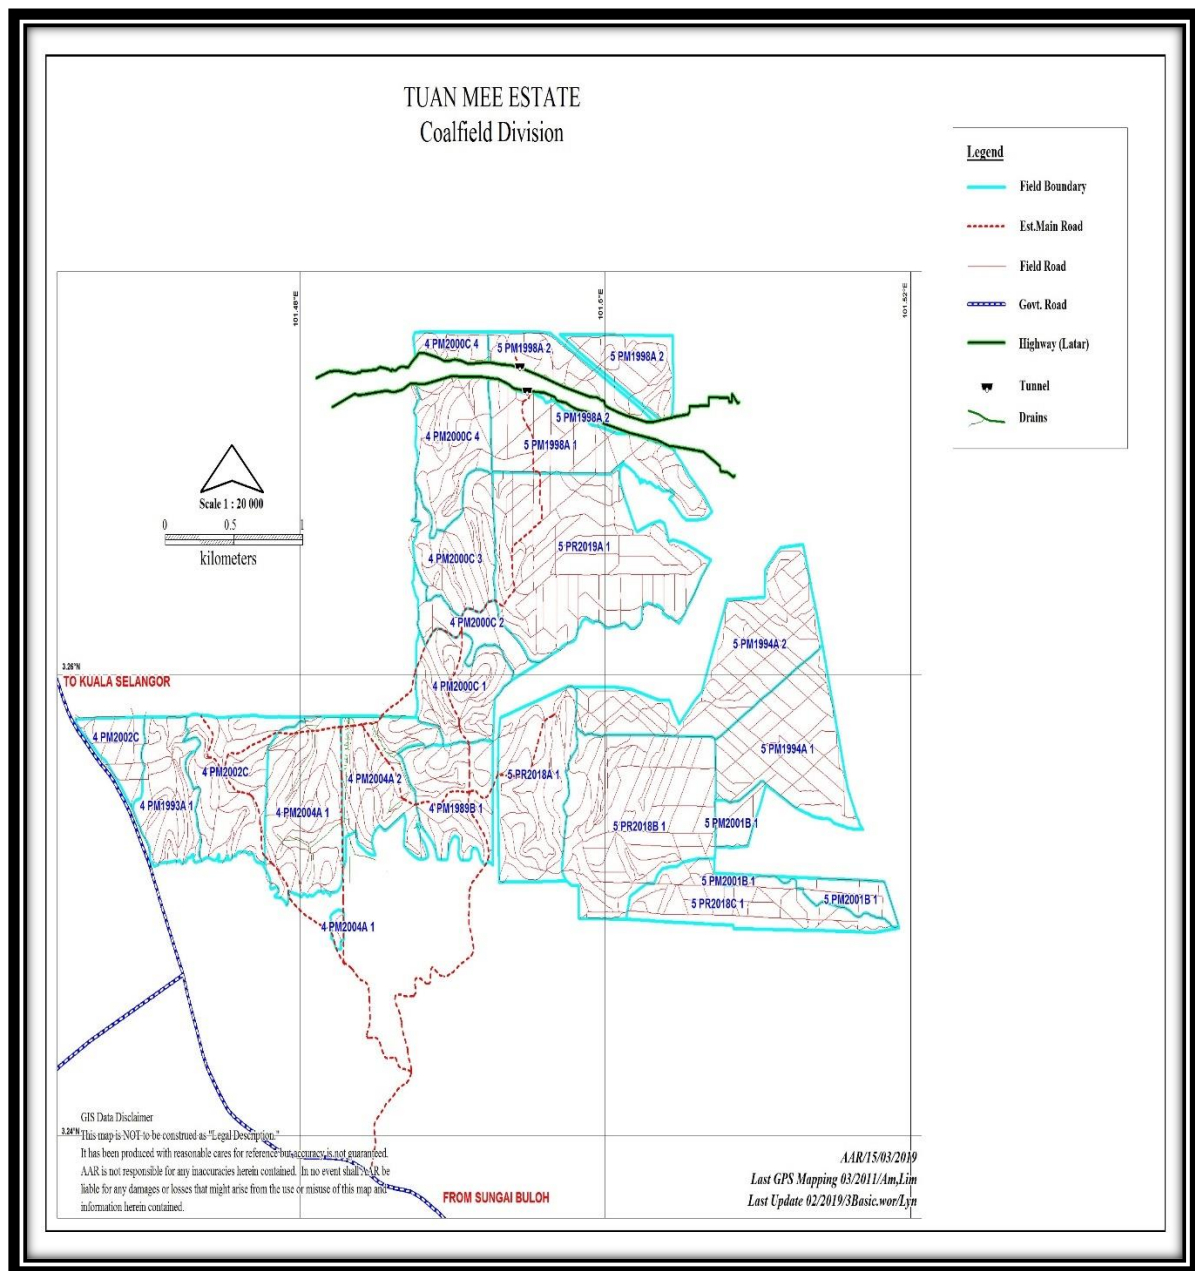 TUAN MEE ESTATE
Coalfield Division
Legend
Field Boundary
Est.Main Road
Field Road
Govt. Road
Highway (Latar)
Tunnel
Drains
101.48°E
101.5°E
101.52°E
4 PM2000C 4
5 PM1998A 2
5 PM1998A 2
5 PM1998A 2
4 PM2000C 4
5 PM1998A 1
Scale 1 : 20 000
0 0.5 1
kilometers
5 PR2019A 1
4 PM2000C 3
4 PM2000C 2
5 PM1994A 2
3.26°N
TO KUALA SELANGOR
4 PM2000C 1
4 PM2002C
5 PM1994A 1
4 PM2002C
5 PR2018A 1
4 PM2004A 2
4 PM1993A 1
4 PM1989B 1
4 PM2004A 1
5 PM2001B 1
5 PR2018B 1
5 PM2001B 1
5 PM2001B 1
5 PR2018C 1
4 PM2004A 1
GIS Data Disclaimer
3.24°N
This map is NOT to be construed as "Legal Description."
It has been produced with reasonable cares for reference but accuracy is not guaranteed.
AAR is not responsible for any inaccuracies herein contained. In no event shall AAR be
liable for any damages or losses that might arise from the use or misuse of this map and
information herein contained.
AAR/15/03/2019
Last GPS Mapping 03/2011/Am,Lim
Last Update 02/2019/3Basic.wor/Lyn
FROM SUNGAI BULOH